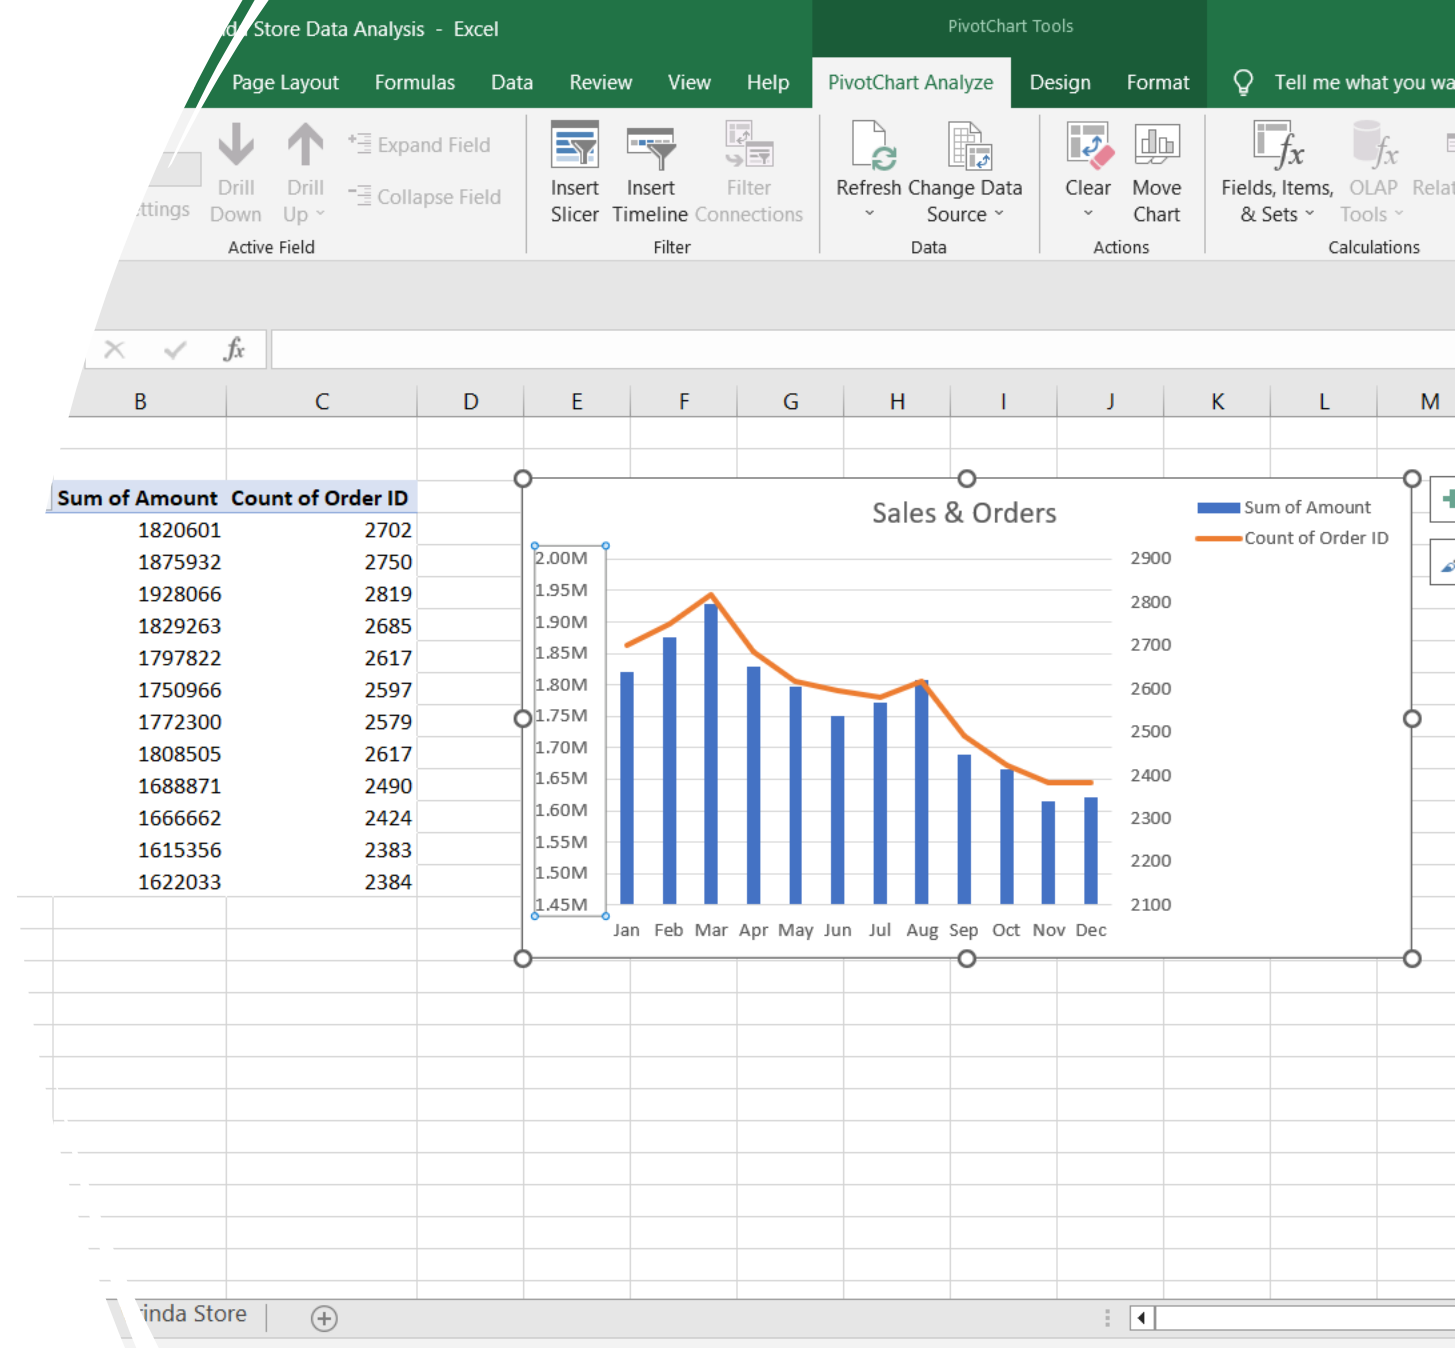 Store Data Analysis - Excel
PivotChart Tools
Page Layout Formulas Data Review View Help PivotChart Analyze Design Format Tell me what you
Drill Down
Drill Up
Expand Field
Collapse Field
Active Field
Insert Slicer
Insert Timeline
Filter Connections
Filter
Refresh
Change Data Source
Data
Clear
Move Chart
Actions
Fields, Items, & Sets
OLAP Tools
Calculations
fx
B C D E F G H I J K L M
Sum of Amount Count of Order ID
1820601 2702
1875932 2750
1928066 2819
1829263 2685
1797822 2617
1750966 2597
1772300 2579
1808505 2617
1688871 2490
1666662 2424
1615356 2383
1622033 2384
Sales & Orders
Sum of Amount
Count of Order ID
2.00M
1.95M
1.90M
1.85M
1.80M
1.75M
1.70M
1.65M
1.60M
1.55M
1.50M
1.45M
2900
2800
2700
2600
2500
2400
2300
2200
2100
Jan Feb Mar Apr May Jun Jul Aug Sep Oct Nov Dec
Store